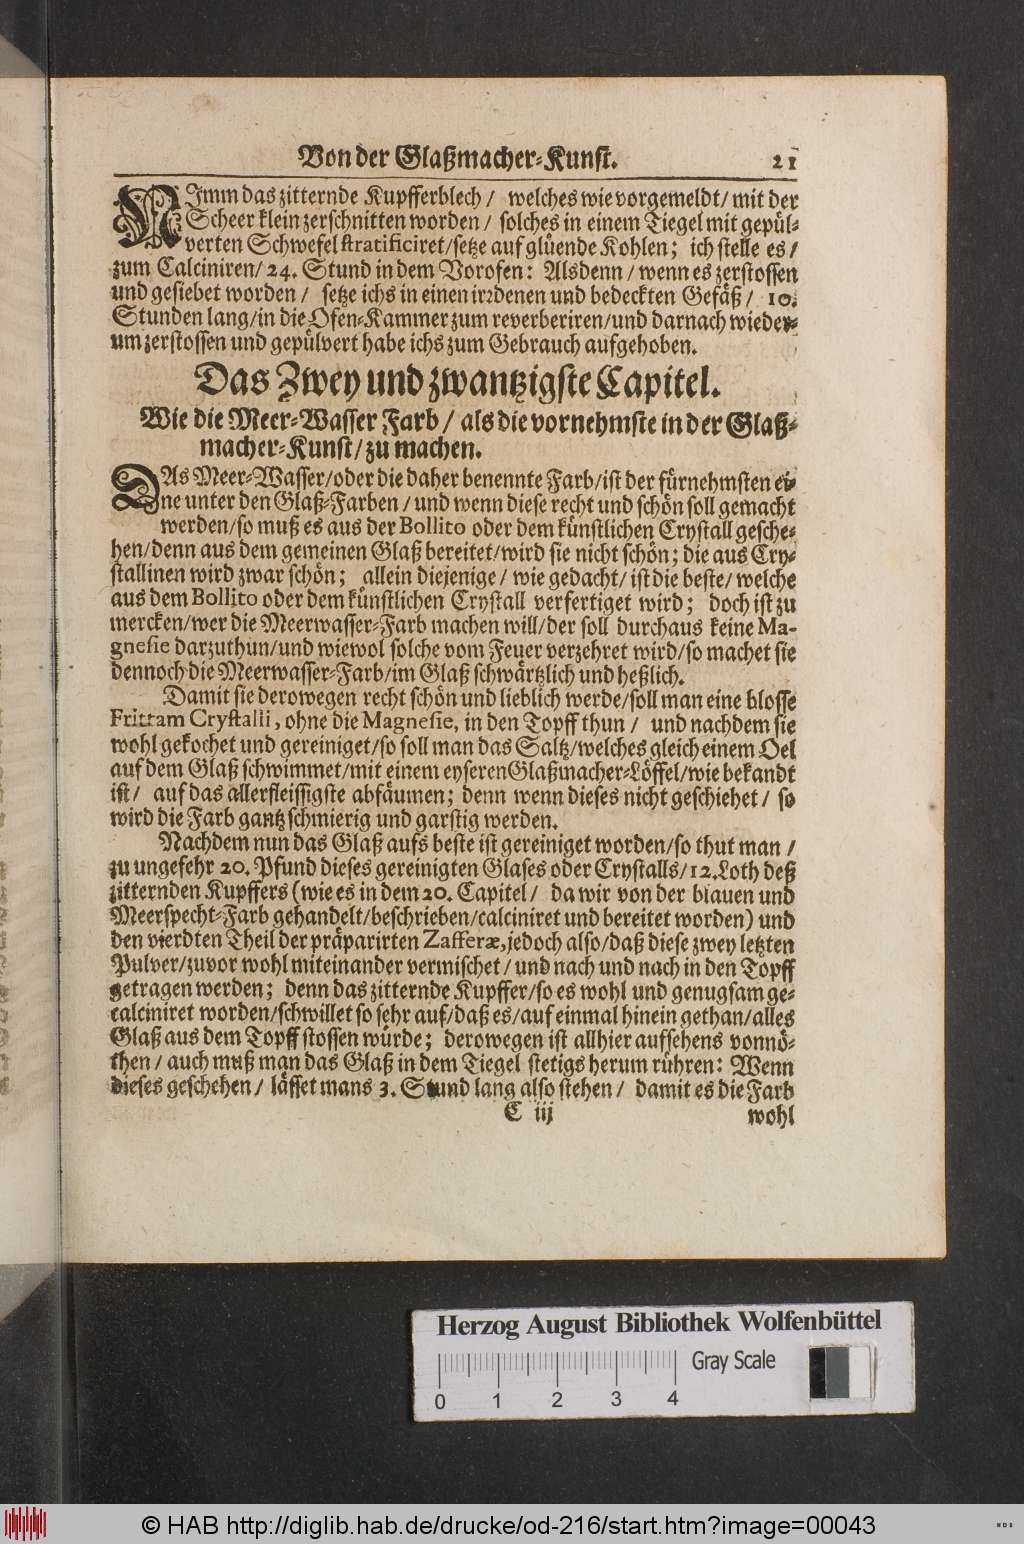 Von der Glaßmacher-Kunst. 21
NImm das zitternde Kupfferblech / welches wie vorgemeldt / mit der
Scheer klein zerschnitten worden / solches in einem Tiegel mit gepül-
verten Schwefel stratificiret / setze auf glüende Kohlen; ich stelle es /
zum Calciniren / 24. Stund in dem Vorofen: Alsdenn / wenn es zerstossen
und gesiebet worden / setze ichs in einen irꝛdenen und bedeckten Gefäß / 10.
Stunden lang / in die Ofen-Kammer zum reverberiren / und darnach wieder-
um zerstossen und gepülvert habe ichs zum Gebrauch aufgehoben.
Das Zwey und zwantzigste Capitel.
Wie die Meer-Wasser Farb / als die vornehmste in der Glaß-
macher-Kunst / zu machen.
DAs Meer-Wasser / oder die daher benennte Farb / ist der fürnehmsten ei-
ne unter den Glaß-Farben / und wenn diese recht und schön soll gemacht
werden / so muß es aus der Bollito oder dem künstlichen Crystall gesche-
hen / denn aus dem gemeinen Glaß bereitet / wird sie nicht schön; die aus Cry-
stallinen wird zwar schön; allein diejenige / wie gedacht / ist die beste / welche
aus dem Bollito oder dem künstlichen Crystall verfertiget wird; doch ist zu
mercken / wer die Meerwasser-Farb machen will / der soll durchaus keine Ma-
gnesie darzuthun / und wiewol solche vom Feuer verzehret wird / so machet sie
dennoch die Meerwasser-Farb / im Glaß schwärtzlich und heßlich.
Damit sie derowegen recht schön und lieblich werde / soll man eine blosse
Frittam Crystalli, ohne die Magnesie, in den Topff thun / und nachdem sie
wohl gekochet und gereiniget / so soll man das Saltz / welches gleich einem Oel
auf dem Glaß schwimmet / mit einem eyseren Glaßmacher-Löffel / wie bekandt
ist / auf das allerfleissigste abfäumen; denn wenn dieses nicht geschiehet / so
wird die Farb gantz schmierig und garstig werden.
Nachdem nun das Glaß aufs beste ist gereiniget worden / so thut man /
zu ungefehr 20. Pfund dieses gereinigten Glases oder Crystalls / 12. Loth deß
zitternden Kupffers (wie es in dem 20. Capitel / da wir von der blauen und
Meerspecht-Farb gehandelt / beschrieben / calciniret und bereitet worden) und
den vierdten Theil der präparirten Zafferæ, jedoch also / daß diese zwey letzten
Pulver / zuvor wohl miteinander vermischet / und nach und nach in den Topff
getragen werden; denn das zitternde Kupffer / so es wohl und genugsam ge-
calciniret worden / schwillet so sehr auf / daß es / auf einmal hinein gethan / alles
Glaß aus dem Topff stossen würde; derowegen ist allhier aufsehens vonnö-
then / auch muß man das Glaß in dem Tiegel stetigs herum rühren: Wenn
dieses geschehen / lässet mans 3. Stund lang also stehen / damit es die Farb
C iij wohl
Herzog August Bibliothek Wolfenbüttel
Gray Scale
0 1 2 3 4
© HAB http://diglib.hab.de/drucke/od-216/start.htm?image=00043